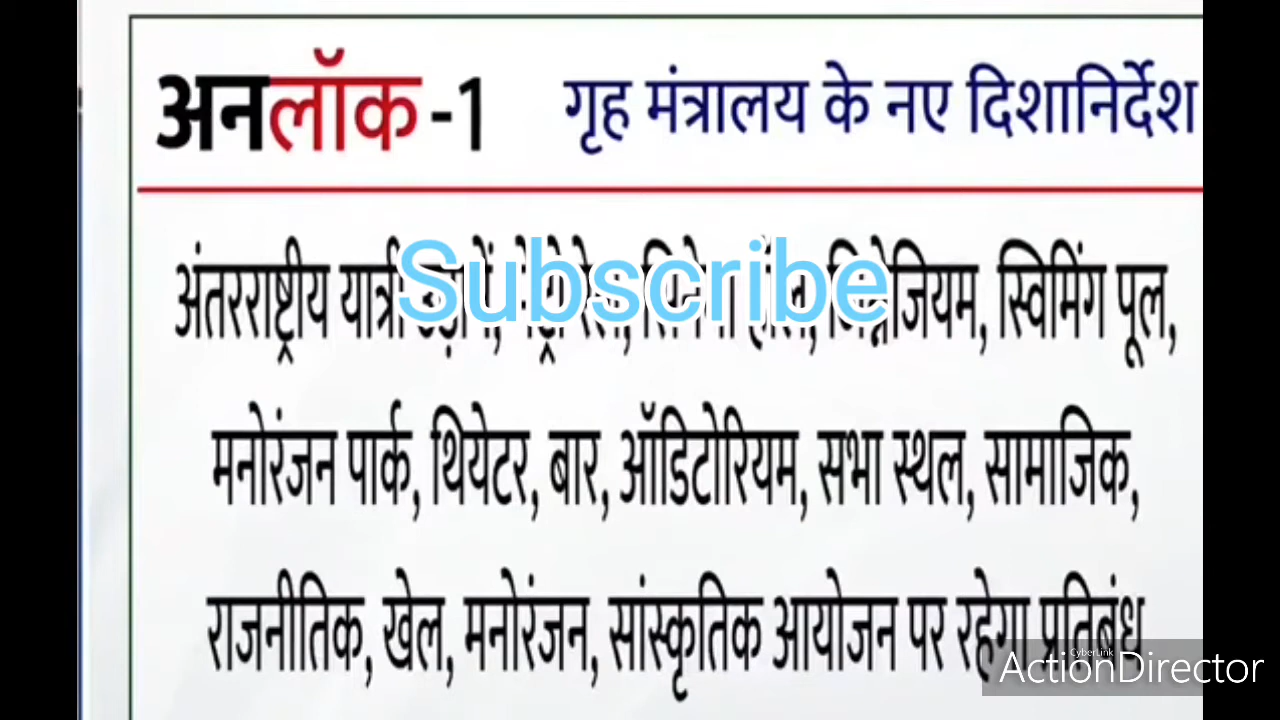 अनलॉक-1 गृह मंत्रालय के नए दिशानिर्देश
Subscribe
अंतरराष्ट्रीय यात्री रेल, हॉल, जिम्नेजियम, स्विमिंग पूल,
मनोरंजन पार्क, थियेटर, बार, ऑडिटोरियम, सभा स्थल, सामाजिक,
राजनीतिक, खेल, मनोरंजन, सांस्कृतिक आयोजन पर रहेगा प्रतिबंध
CyberLink
ActionDirector